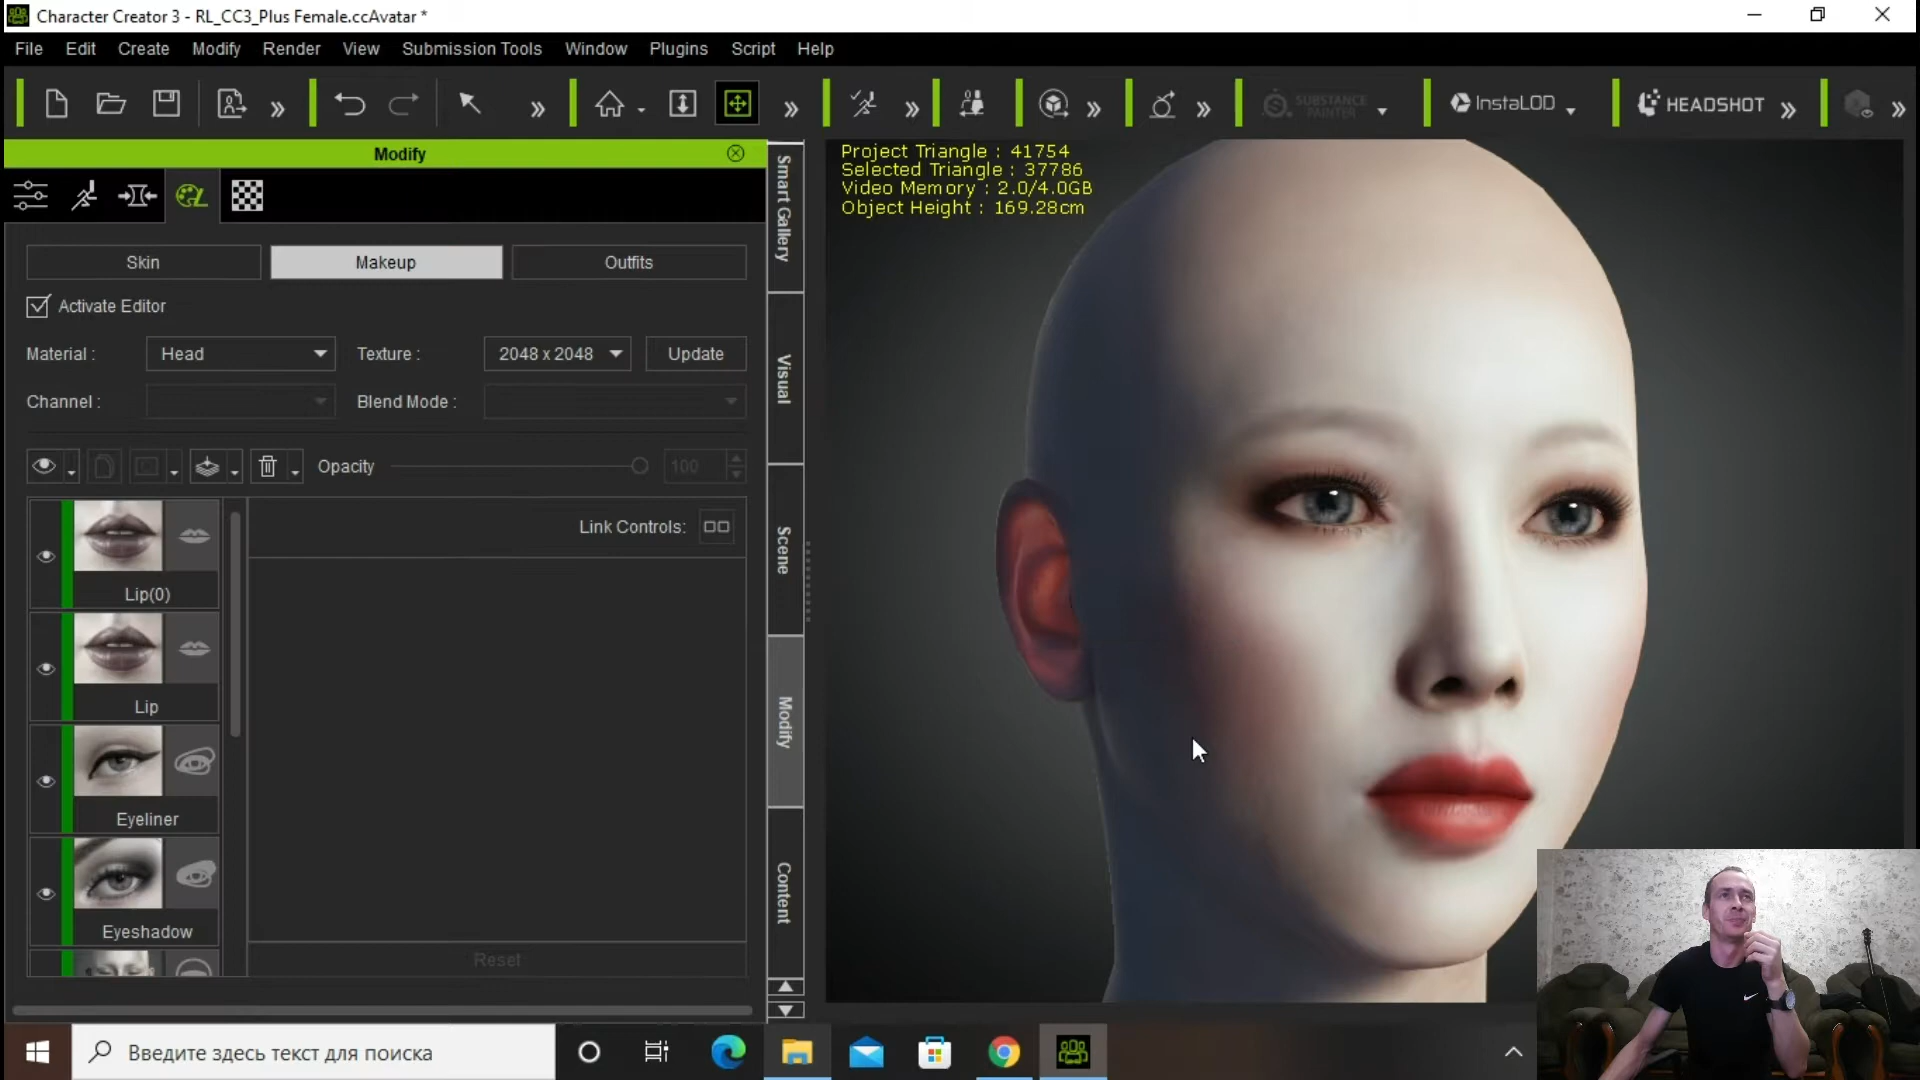 Character Creator 3 - RL_CC3_Plus Female.ccAvatar *
File Edit Create Modify Render View Submission Tools Window Plugins Script Help
SUBSTANCE PAINTER InstaLOD HEADSHOT
Modify
Skin Makeup Outfits
Activate Editor
Material : Head Texture : 2048 x 2048 Update
Channel : Blend Mode :
Opacity 100
Link Controls:
Lip(0)
Lip
Eyeliner
Eyeshadow
Reset
Smart Gallery
Visual
Scene
Modify
Content
Project Triangle : 41754
Selected Triangle : 37786
Video Memory : 2.0/4.0GB
Object Height : 169.28cm
Введите здесь текст для поиска